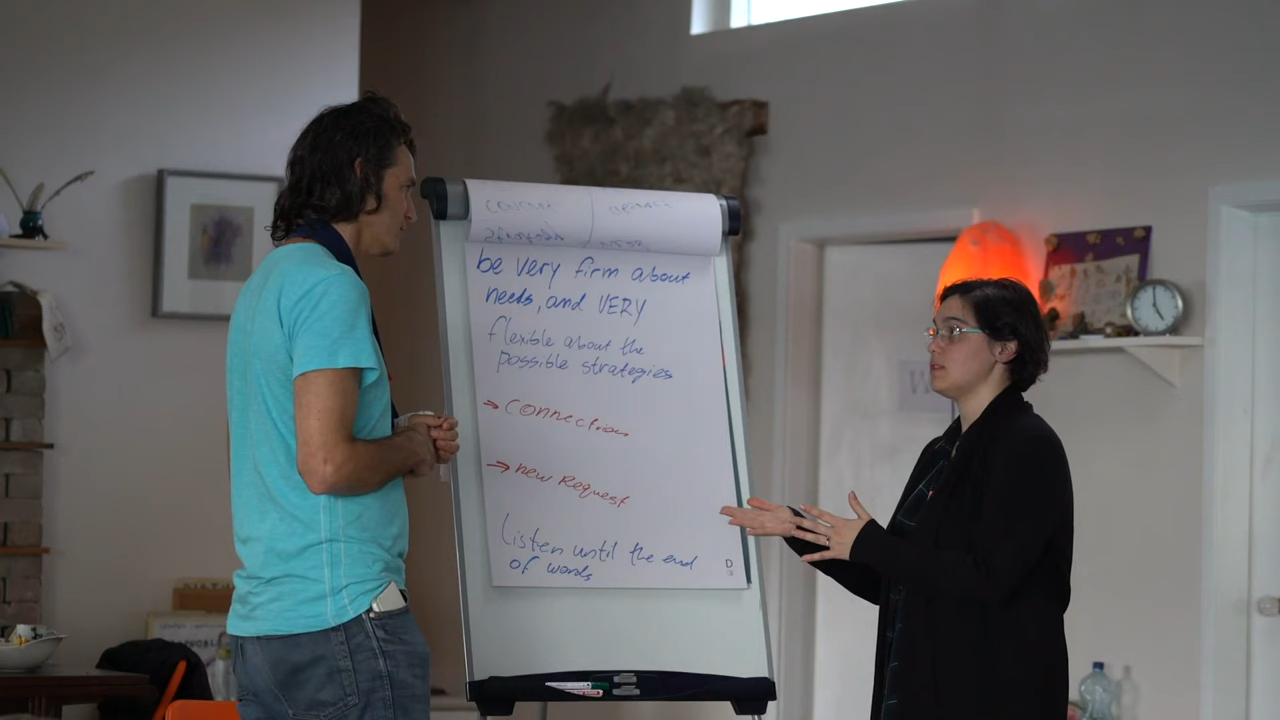 be very firm about
needs, and VERY
flexible about the
possible strategies
→ Connection
→ new Request
Listen until the end
of words
D
W